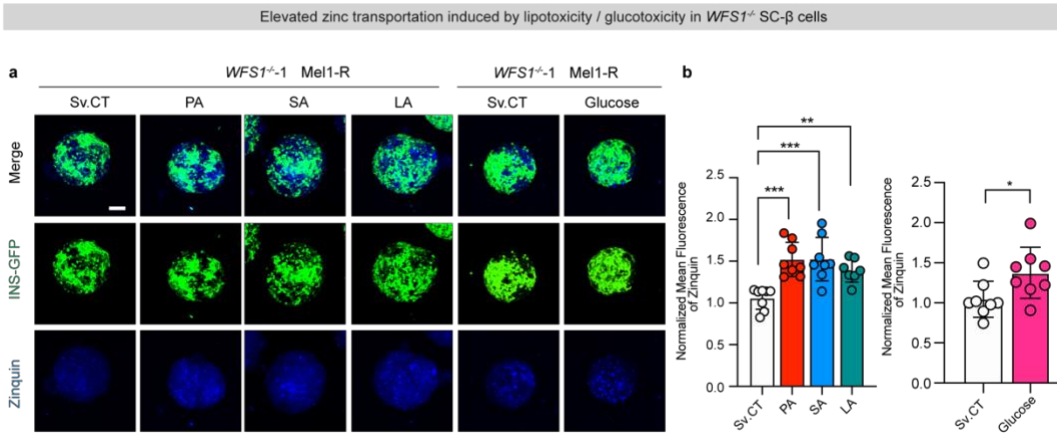 Elevated zinc transportation induced by lipotoxicity / glucotoxicity in WFS1-/- SC-β cells
a
WFS1-/--1 Mel1-R
WFS1-/--1 Mel1-R
Sv.CT PA SA LA Sv.CT Glucose
Merge
INS-GFP
Zinquin
b
Normalized Mean Fluorescence
of Zinquin
2.5
2.0
1.5
1.0
0.5
0.0
***
***
**
Sv.CT PA SA LA
Normalized Mean Fluorescence
of Zinquin
2.5
2.0
1.5
1.0
0.5
0.0
*
Sv.CT Glucose